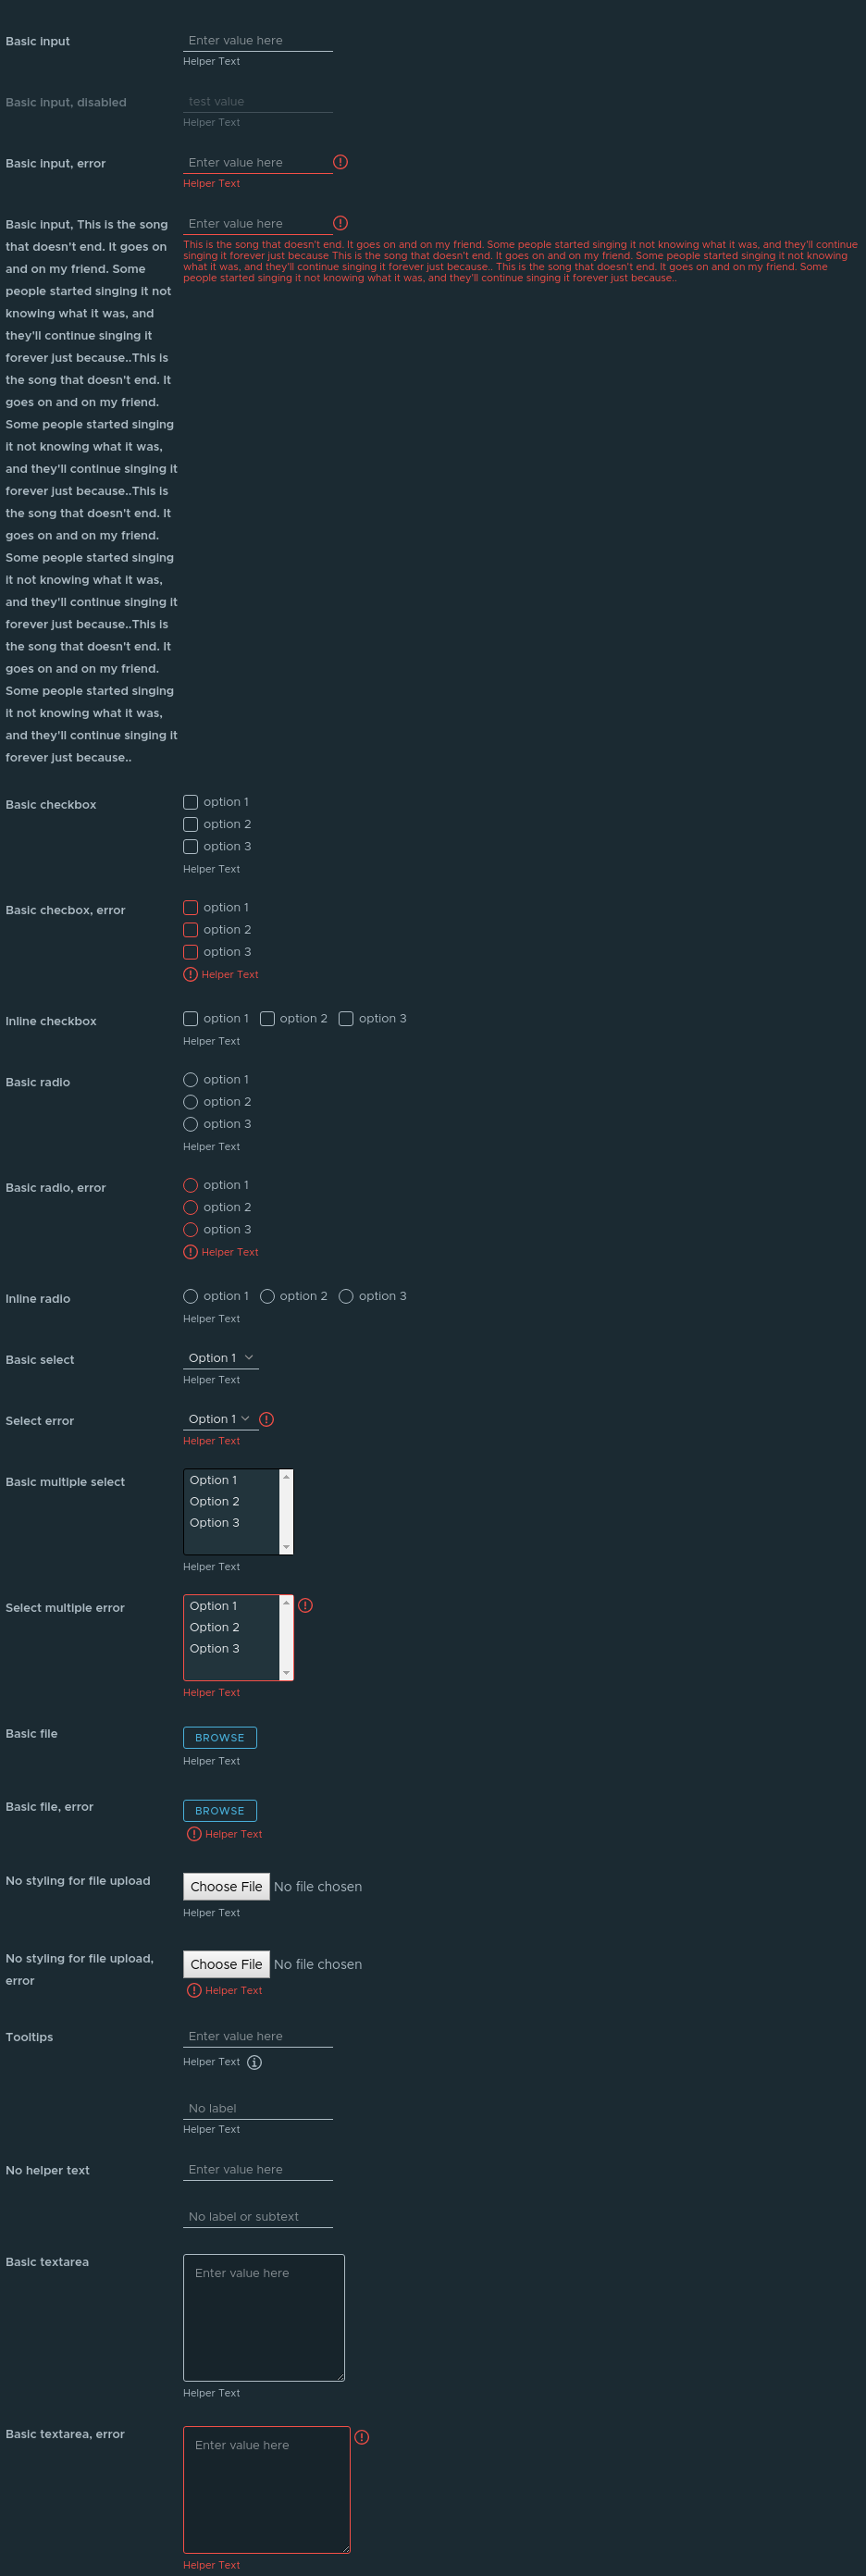 Basic input
Enter value here
Helper Text
Basic input, disabled
test value
Helper Text
Basic input, error
Enter value here
Helper Text
Basic input, This is the song
that doesn't end. It goes on
and on my friend. Some
people started singing it not
knowing what it was, and
they'll continue singing it
forever just because..This is
the song that doesn't end. It
goes on and on my friend.
Some people started singing
it not knowing what it was,
and they'll continue singing it
forever just because..This is
the song that doesn't end. It
goes on and on my friend.
Some people started singing
it not knowing what it was,
and they'll continue singing it
forever just because..This is
the song that doesn't end. It
goes on and on my friend.
Some people started singing
it not knowing what it was,
and they'll continue singing it
forever just because..
Enter value here
This is the song that doesn't end. It goes on and on my friend. Some people started singing it not knowing what it was, and they'll continue
singing it forever just because This is the song that doesn't end. It goes on and on my friend. Some people started singing it not knowing
what it was, and they'll continue singing it forever just because.. This is the song that doesn't end. It goes on and on my friend. Some
people started singing it not knowing what it was, and they'll continue singing it forever just because..
Basic checkbox
option 1
option 2
option 3
Helper Text
Basic checbox, error
option 1
option 2
option 3
Helper Text
Inline checkbox
option 1 option 2 option 3
Helper Text
Basic radio
option 1
option 2
option 3
Helper Text
Basic radio, error
option 1
option 2
option 3
Helper Text
Inline radio
option 1 option 2 option 3
Helper Text
Basic select
Option 1
Helper Text
Select error
Option 1
Helper Text
Basic multiple select
Option 1
Option 2
Option 3
Helper Text
Select multiple error
Option 1
Option 2
Option 3
Helper Text
Basic file
BROWSE
Helper Text
Basic file, error
BROWSE
Helper Text
No styling for file upload
Choose File No file chosen
Helper Text
No styling for file upload,
error
Choose File No file chosen
Helper Text
Tooltips
Enter value here
Helper Text
No label
Helper Text
No helper text
Enter value here
No label or subtext
Basic textarea
Enter value here
Helper Text
Basic textarea, error
Enter value here
Helper Text